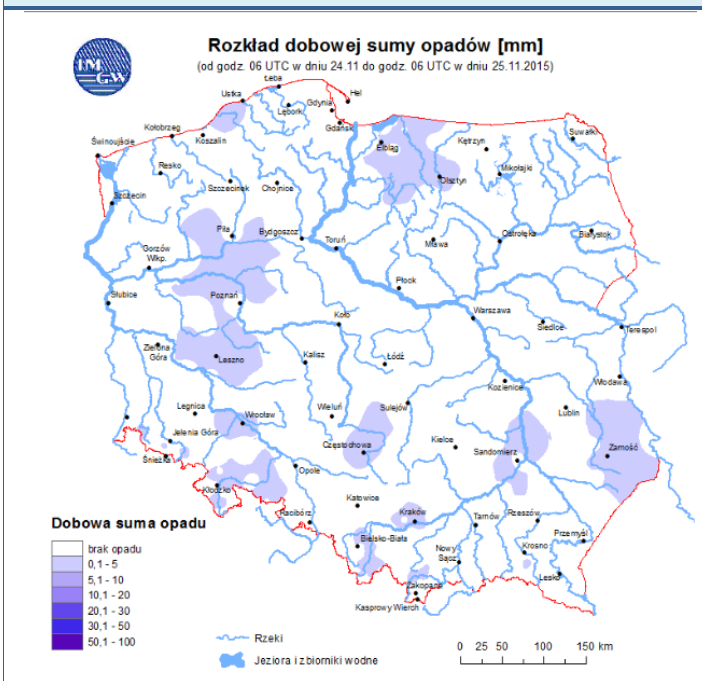 Rozkład dobowej sumy opadów [mm]
(od godz. 06 UTC w dniu 24.11 do godz. 06 UTC w dniu 25.11.2015)
IM
GW
Łeba
Ustka
Hel
Lębork
Gdynia
Gdańsk
Kołobrzeg
Koszalin
Suwałki
Elbląg
Kętrzyn
Świnoujście
Resko
Mikołajki
Olsztyn
Szczecinek
Chojnice
Szczecin
Piła
Bydgoszcz
Toruń
Mława
Ostrołęka
Białystok
Gorzów
Wlkp.
Płock
Słubice
Poznań
Koło
Warszawa
Siedlce
Terespol
Zielona
Góra
Leszno
Kalisz
Łódź
Kozienice
Włodawa
Legnica
Wieluń
Sulejów
Lublin
Wrocław
Jelenia Góra
Częstochowa
Kielce
Sandomierz
Zamość
Śnieżka
Opole
Kłodzko
Katowice
Racibórz
Kraków
Tarnów
Rzeszów
Bielsko-Biała
Nowy
Sącz
Krosno
Przemyśl
Lesko
Zakopane
Kasprowy Wierch
Dobowa suma opadu
brak opadu
0,1 - 5
5,1 - 10
10,1 - 20
20,1 - 30
30,1 - 50
50,1 - 100
Rzeki
Jeziora i zbiorniki wodne
0 25 50 100 150 km